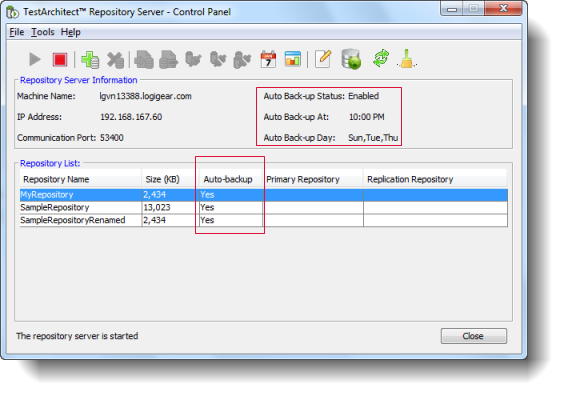 TestArchitect™ Repository Server - Control Panel
File Tools Help
7
Repository Server Information
Machine Name: lgvn13388.logigear.com Auto Back-up Status: Enabled
IP Address: 192.168.167.60 Auto Back-up At: 10:00 PM
Communication Port: 53400 Auto Back-up Day: Sun,Tue,Thu
Repository List:
Repository Name Size (KB) Auto-backup Primary Repository Replication Repository
MyRepository 2,434 Yes
SampleRepository 13,023 Yes
SampleRepositoryRenamed 2,434 Yes
The repository server is started Close